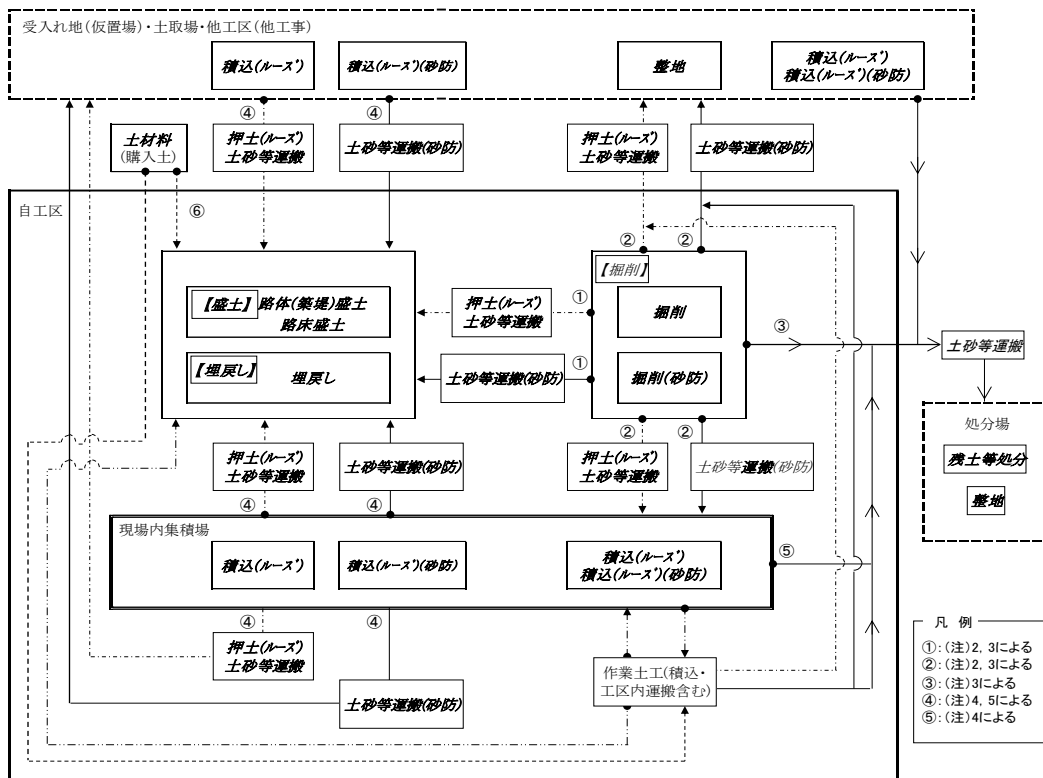 受入れ地(仮置場)・土取場・他工区(他工事)
積込(ﾙｰｽﾞ)
積込(ﾙｰｽﾞ)(砂防)
整地
積込(ﾙｰｽﾞ)
積込(ﾙｰｽﾞ)(砂防)
④
④
土材料
(購入土)
押土(ﾙｰｽﾞ)
土砂等運搬
土砂等運搬(砂防)
押土(ﾙｰｽﾞ)
土砂等運搬
土砂等運搬(砂防)
自工区
⑥
②
②
【盛土】 路体(築堤)盛土
路床盛土
【埋戻し】
埋戻し
押土(ﾙｰｽﾞ)
土砂等運搬
①
土砂等運搬(砂防)
①
【掘削】
掘削
掘削(砂防)
③
土砂等運搬
処分場
残土等処分
整地
②
②
押土(ﾙｰｽﾞ)
土砂等運搬
土砂等運搬(砂防)
押土(ﾙｰｽﾞ)
土砂等運搬
土砂等運搬(砂防)
④
④
現場内集積場
積込(ﾙｰｽﾞ)
積込(ﾙｰｽﾞ)(砂防)
積込(ﾙｰｽﾞ)
積込(ﾙｰｽﾞ)(砂防)
⑤
④
④
押土(ﾙｰｽﾞ)
土砂等運搬
土砂等運搬(砂防)
作業土工(積込・
工区内運搬含む)
凡 例
①:(注)2, 3による
②:(注)2, 3による
③:(注)3による
④:(注)4, 5による
⑤:(注)4による